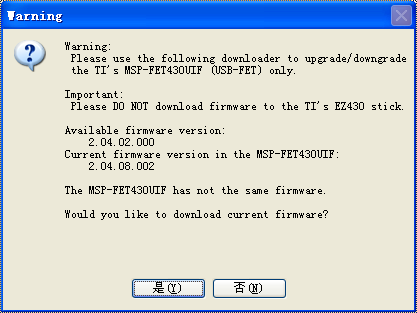 Warning
Warning:
Please use the following downloader to upgrade/downgrade
the TI's MSP-FET430UIF (USB-FET) only.
Important:
Please DO NOT download firmware to the TI's EZ430 stick.
Available firmware version:
2.04.02.000
Current firmware version in the MSP-FET430UIF:
2.04.08.002
The MSP-FET430UIF has not the same firmware.
Would you like to download current firmware?
是(Y) 否(N)